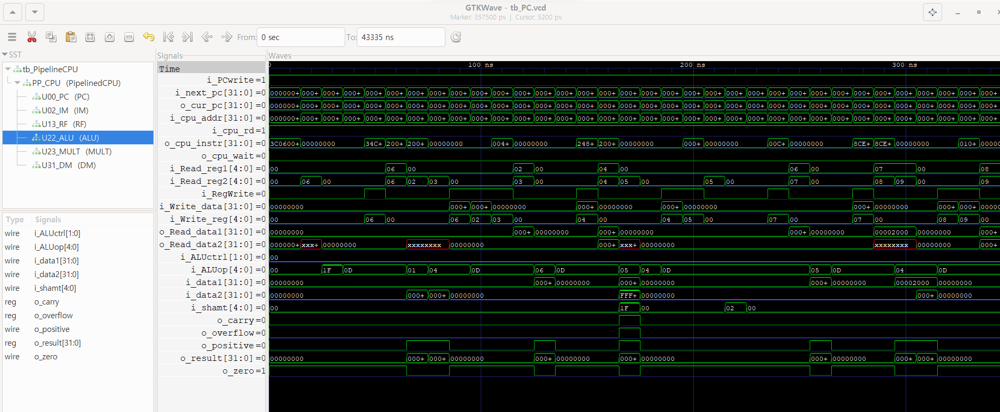 GTKWave - tb_PC.vcd
Marker: 357500 ps | Cursor: 5200 ps
From: 0 sec To: 43335 ns
SST
tb_PipelineCPU
PP_CPU (PipelinedCPU)
U00_PC (PC)
U02_IM (IM)
U13_RF (RF)
U22_ALU (ALU)
U23_MULT (MULT)
U31_DM (DM)
Type Signals
wire i_ALUctrl[1:0]
wire i_ALUop[4:0]
wire i_data1[31:0]
wire i_data2[31:0]
wire i_shamt[4:0]
reg o_carry
reg o_overflow
wire o_positive
reg o_result[31:0]
wire o_zero
Signals
Waves
Time
0 100 ns 200 ns 300 ns
i_PCwrite=1
i_next_pc[31:0]=0 000000+ 000+ 000+ 000+ 000+ 000+ 000+ 000+ 000+ 000+ 000+ 000+ 000+ 000+ 000+ 000+ 000+ 000+ 000+ 000+ 000+ 000+ 000+ 000+ 000+ 000+ 000+ 000+ 000+ 000+ 000+ 000+ 000+ 000+
o_cur_pc[31:0]=0 000000+ 000+ 000+ 000+ 000+ 000+ 000+ 000+ 000+ 000+ 000+ 000+ 000+ 000+ 000+ 000+ 000+ 000+ 000+ 000+ 000+ 000+ 000+ 000+ 000+ 000+ 000+ 000+ 000+ 000+ 000+ 000+ 000+ 000+
i_cpu_addr[31:0]=0 000000+ 000+ 000+ 000+ 000+ 000+ 000+ 000+ 000+ 000+ 000+ 000+ 000+ 000+ 000+ 000+ 000+ 000+ 000+ 000+ 000+ 000+ 000+ 000+ 000+ 000+ 000+ 000+ 000+ 000+ 000+ 000+ 000+ 000+
i_cpu_rd=1
o_cpu_instr[31:0]=0 3C0600+ 00000000 34C+ 200+ 200+ 00000000 004+ 00000000 248+ 200+ 00000000 000+ 00000000 00C+ 00000000 8CE+ 8CE+ 00000000 010+ 00000
o_cpu_wait=0
i_Read_reg1[4:0]=0 00 06 00 02 00 04 00 06 00 07 00 08
i_Read_reg2[4:0]=0 00 06 00 06 02 03 00 03 00 04 05 00 05 00 07 00 08 09 00 09
i_RegWrite=0
i_Write_data[31:0]=0 00000000 000+ 000+ 00000000 000+ 00000000 000+ 00000000 000+ 00000000 000+ 000+ 00000
i_Write_reg[4:0]=0 00 06 00 06 02 03 00 04 00 04 05 00 07 00 07 00 08 09 00
o_Read_data1[31:0]=0 00000000 000+ 00000000 000+ 00000000 000+ 00000000 00002000 00000000 000+
o_Read_data2[31:0]=0 000000+ xxx+ 00000000 xxxxxxxx 00000000 000+ xxx+ 00000000 xxxxxxxx 00000000 000+
i_ALUctrl[1:0]=0 00
i_ALUop[4:0]=0 00 1F 0D 01 04 0D 06 0D 05 04 0D 05 0D 04 0D
i_data1[31:0]=0 00000000 000+ 00000000 000+ 00000000 000+ 00000000 00002000 00000000
i_data2[31:0]=0 00000000 000+ 000+ 00000000 FFF+ 00000000 000+ 00000000
i_shamt[4:0]=0 00 1F 00 02 00
o_carry=0
o_overflow=0
o_positive=0
o_result[31:0]=0 00000000 000+ 000+ 00000000 000+ 00000000 000+ 00000000 000+ 00000000 000+ 000+ 00000000
o_zero=1